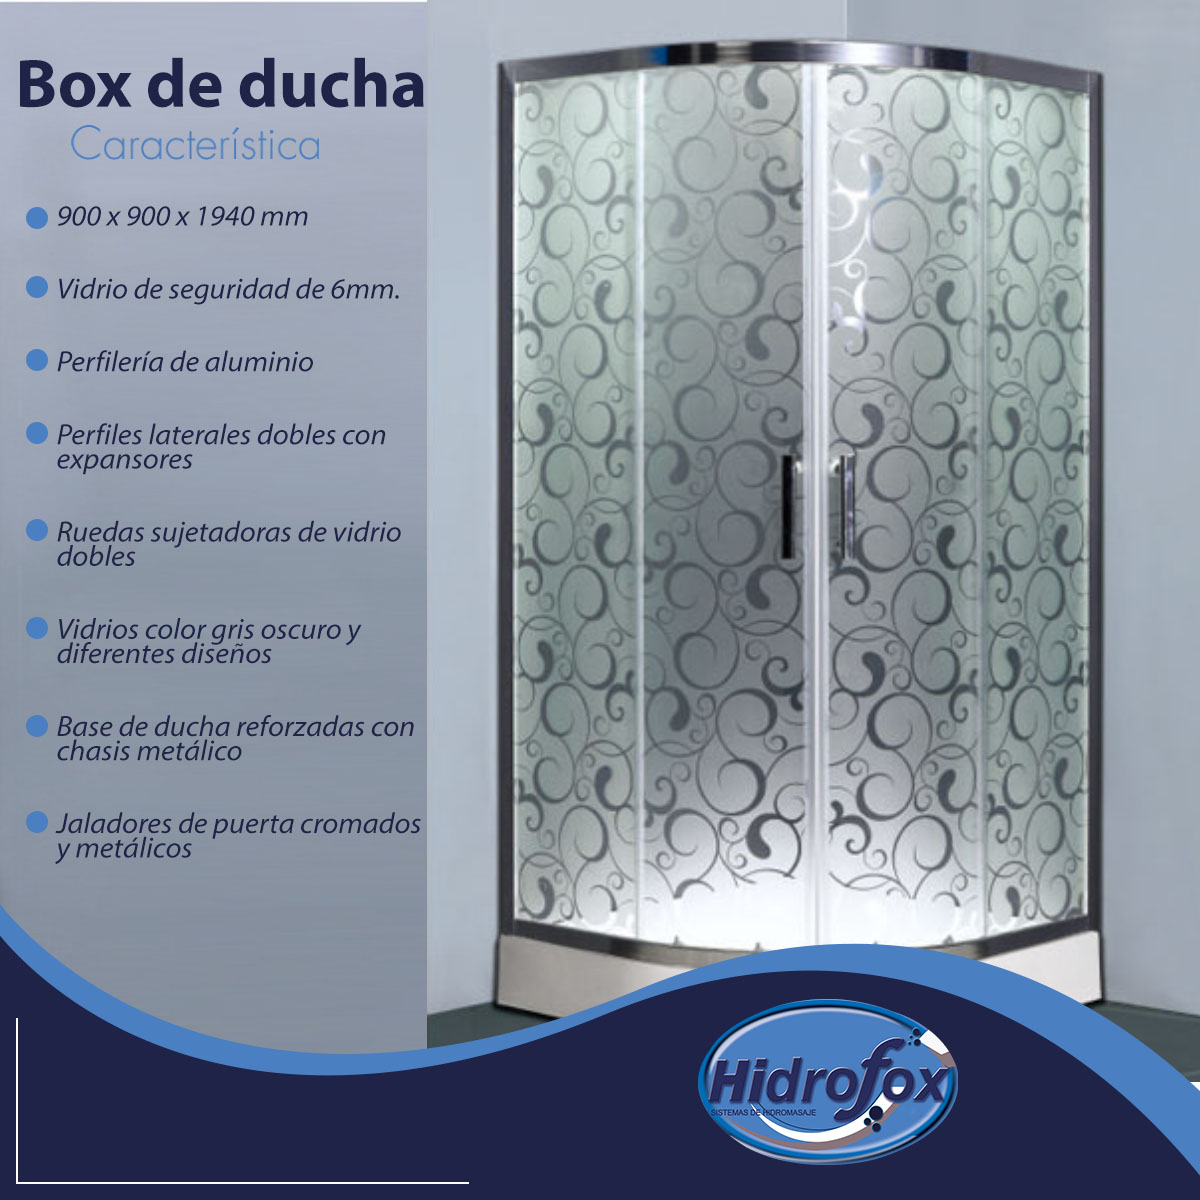 Box de ducha
Característica
900 x 900 x 1940 mm
Vidrio de seguridad de 6mm.
Perfilería de aluminio
Perfiles laterales dobles con
expansores
Ruedas sujetadoras de vidrio
dobles
Vidrios color gris oscuro y
diferentes diseños
Base de ducha reforzadas con
chasis metálico
Jaladores de puerta cromados
y metálicos
Hidrofox
SISTEMAS DE HIDROMASAJE